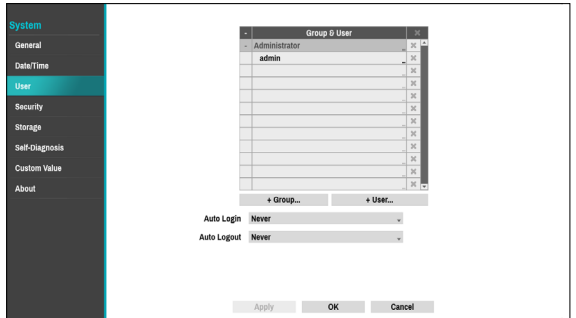 System
General
Date/Time
User
Security
Storage
Self-Diagnosis
Custom Value
About
- Group & User
- Administrator
admin
+ Group... + User...
Auto Login Never
Auto Logout Never
Apply OK Cancel